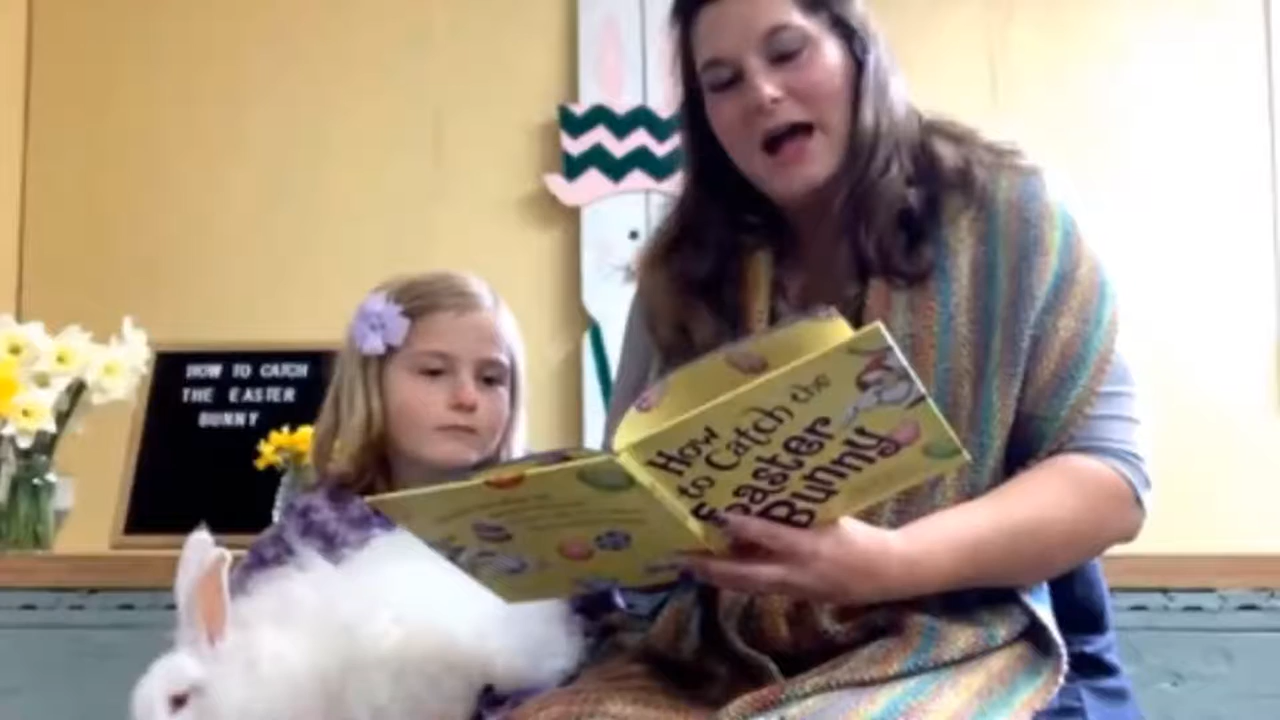 HOW TO CATCH
THE EASTER
BUNNY
How
to Catch the
Easter
Bunny